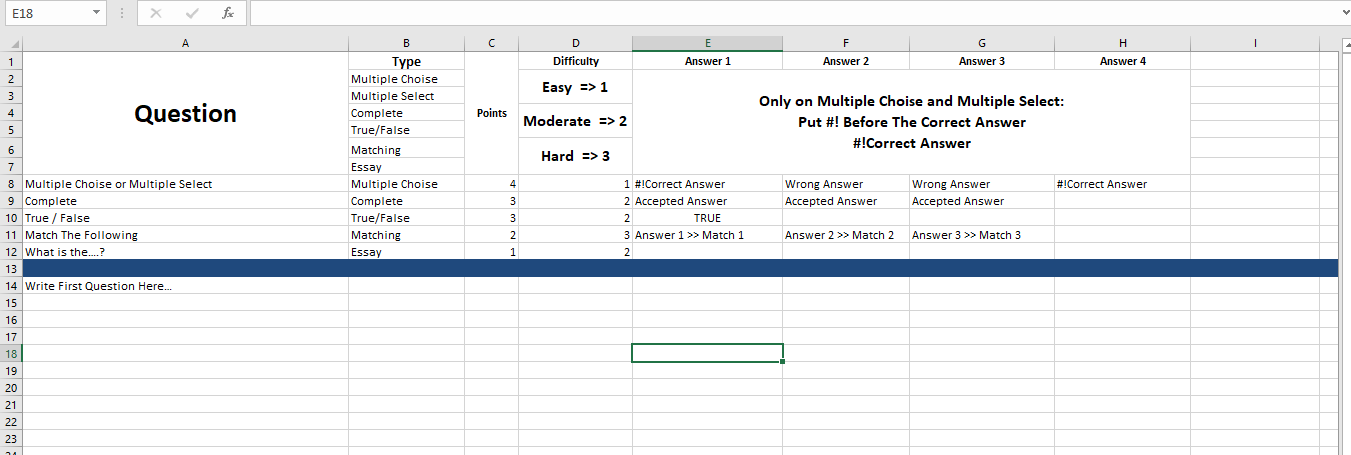 E18
fx
A B C D E F G H I
1 Type Difficulty Answer 1 Answer 2 Answer 3 Answer 4
2 Multiple Choise
Easy => 1
3 Multiple Select
Only on Multiple Choise and Multiple Select:
4 Question Complete Points
Moderate => 2
Put #! Before The Correct Answer
5 True/False
#!Correct Answer
6 Matching
Hard => 3
7 Essay
8 Multiple Choise or Multiple Select Multiple Choise 4 1 #!Correct Answer Wrong Answer Wrong Answer #!Correct Answer
9 Complete Complete 3 2 Accepted Answer Accepted Answer Accepted Answer
10 True / False True/False 3 2 TRUE
11 Match The Following Matching 2 3 Answer 1 >> Match 1 Answer 2 >> Match 2 Answer 3 >> Match 3
12 What is the....? Essay 1 2
13
14 Write First Question Here...
15
16
17
18
19
20
21
22
23
24